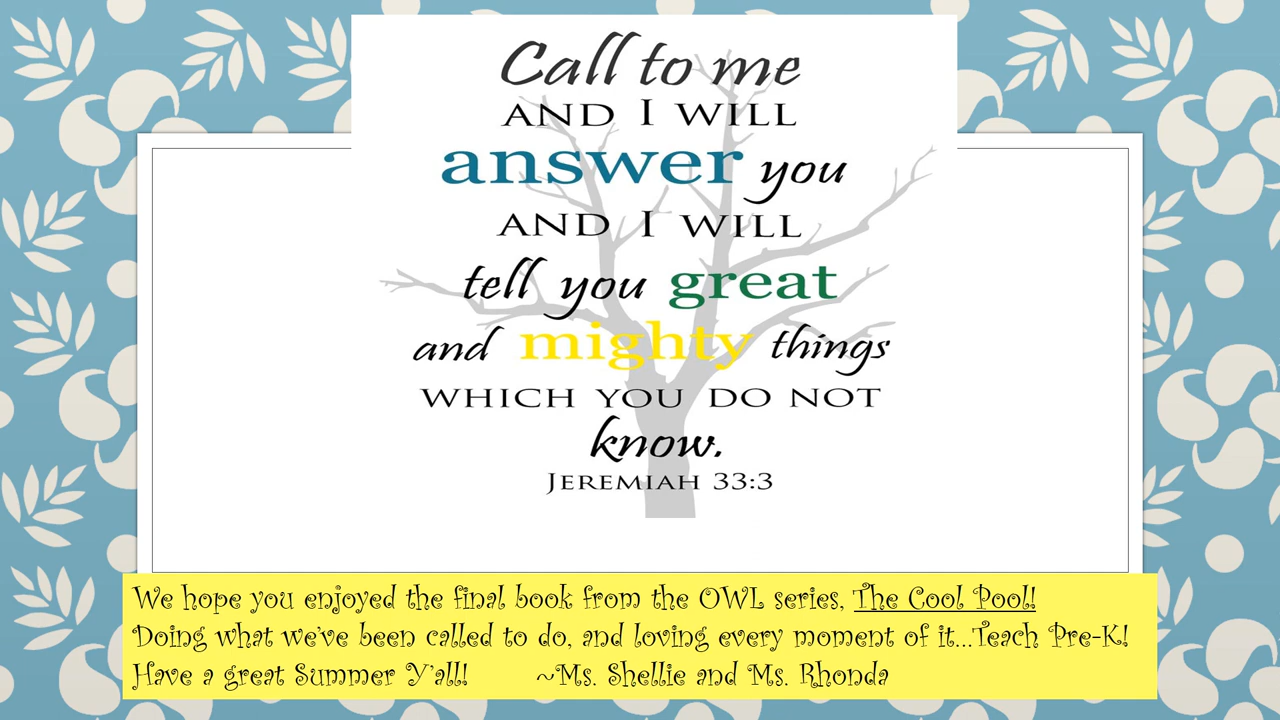 Call to me
AND I WILL
answer you
AND I WILL
tell you great
and mighty things
WHICH YOU DO NOT
know.
JEREMIAH 33:3
We hope you enjoyed the final book from the OWL series, The Cool Pool!
Doing what we've been called to do, and loving every moment of it...Teach Pre-K!
Have a great Summer Y'all! ~Ms. Shellie and Ms. Rhonda